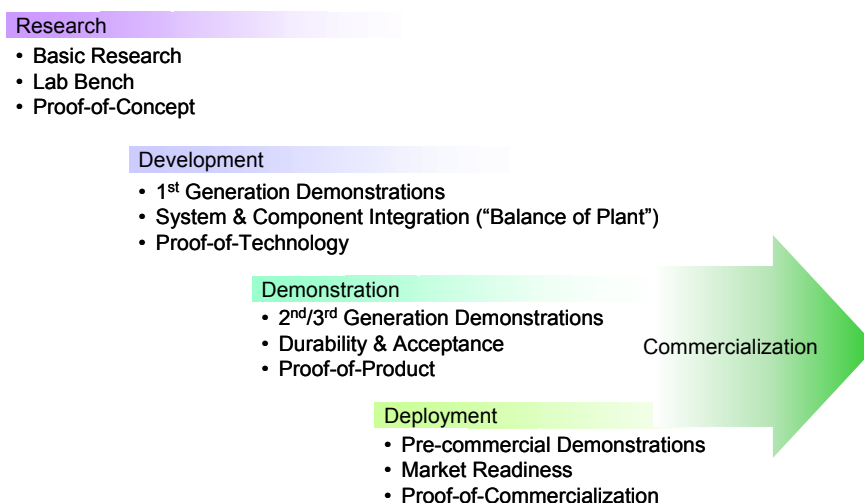 Research
• Basic Research
• Lab Bench
• Proof-of-Concept
Development
• 1st Generation Demonstrations
• System & Component Integration (“Balance of Plant”)
• Proof-of-Technology
Demonstration
• 2nd/3rd Generation Demonstrations
• Durability & Acceptance
• Proof-of-Product
Commercialization
Deployment
• Pre-commercial Demonstrations
• Market Readiness
• Proof-of-Commercialization